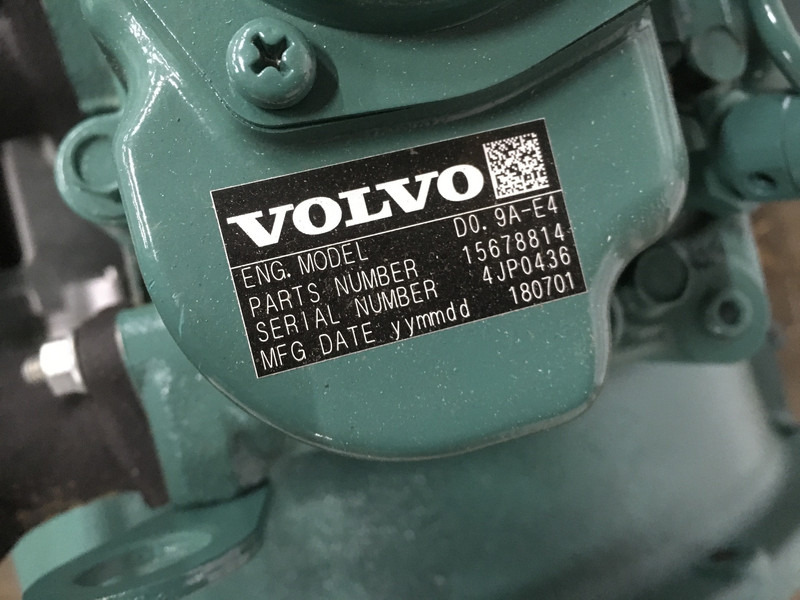 VOLVO
ENG. MODEL D0. 9A-E4
PARTS NUMBER 15678814
SERIAL NUMBER 4JP0436
MFG DATE yymmdd 180701